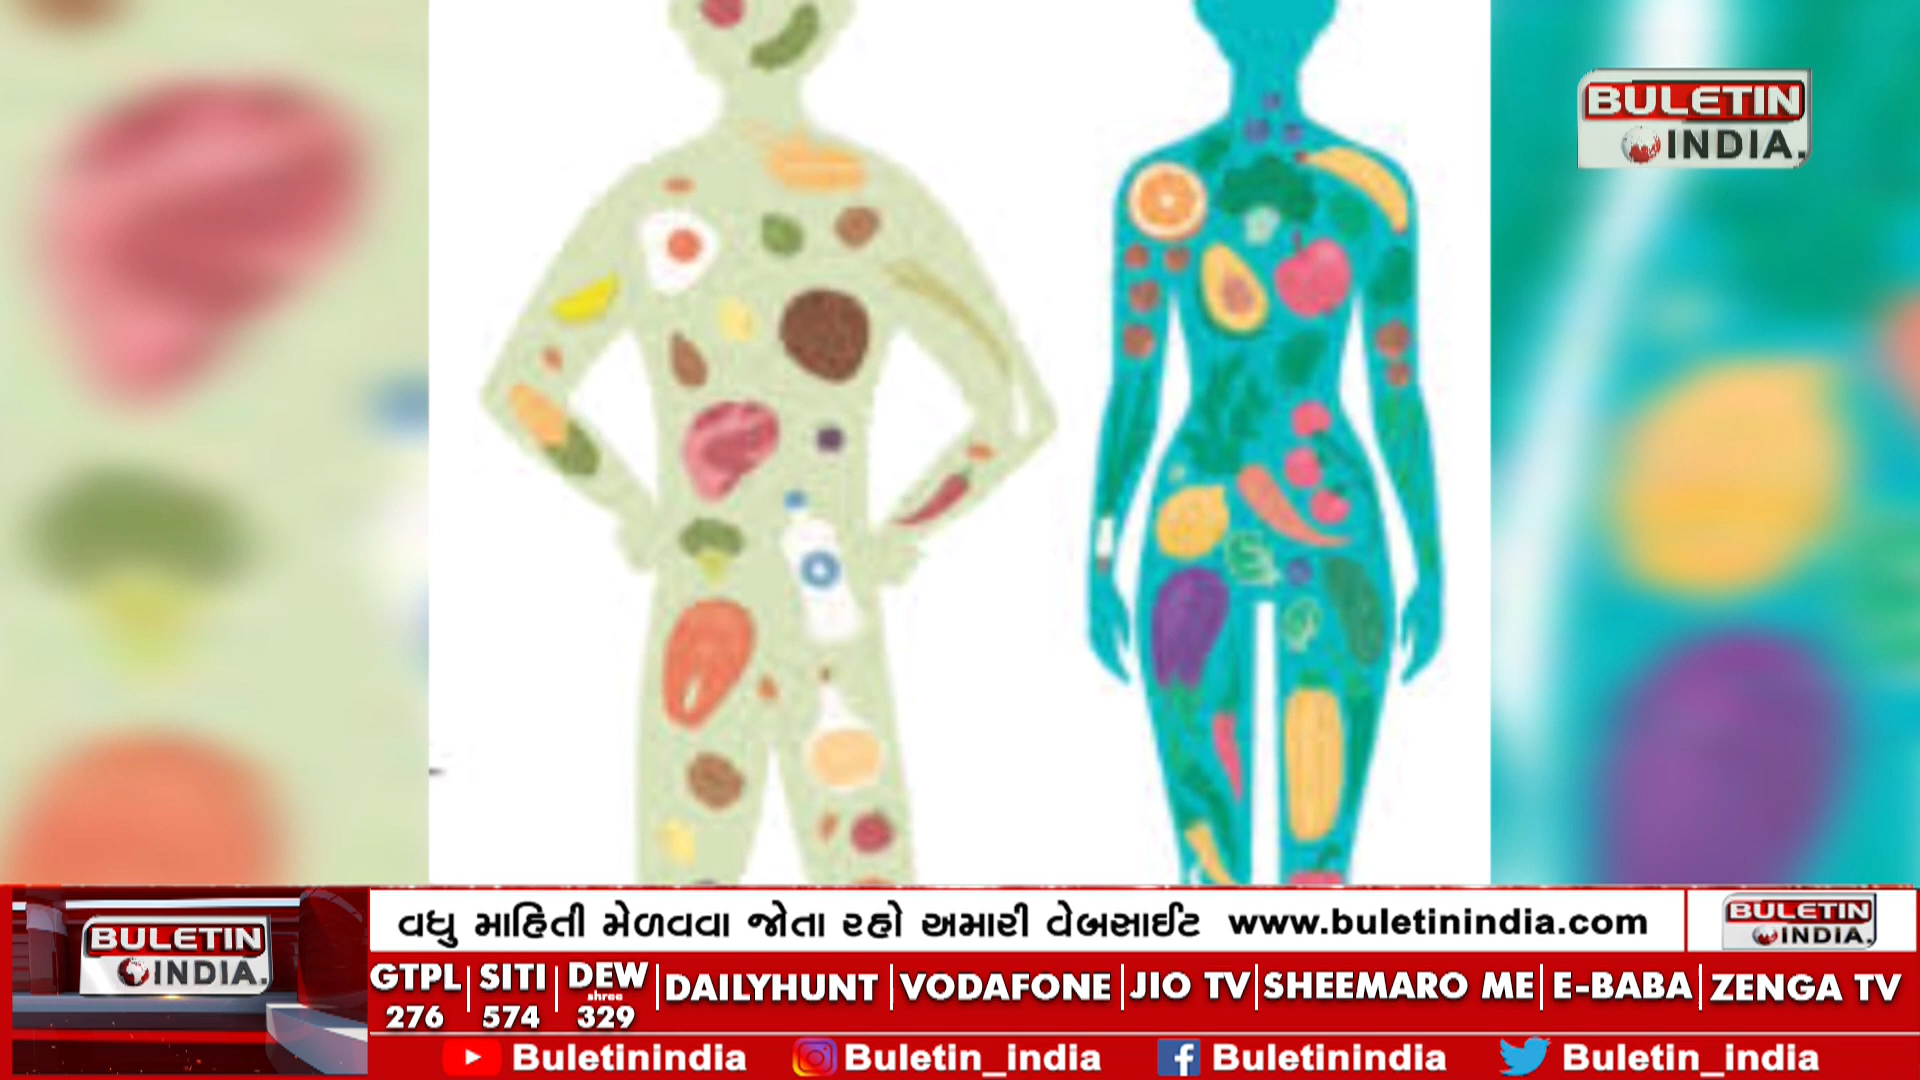 BULETIN
INDIA.
BULETIN
INDIA.
વધુ માહિતી મેળવવા જોતા રહો અમારી વેબસાઈટ www.buletinindia.com
BULETIN
INDIA.
GTPL 276 | SITI 574 | DEW shree 329 | DAILYHUNT | VODAFONE | JIO TV | SHEEMARO ME | E-BABA | ZENGA TV
Buletinindia Buletin_india Buletinindia Buletin_india